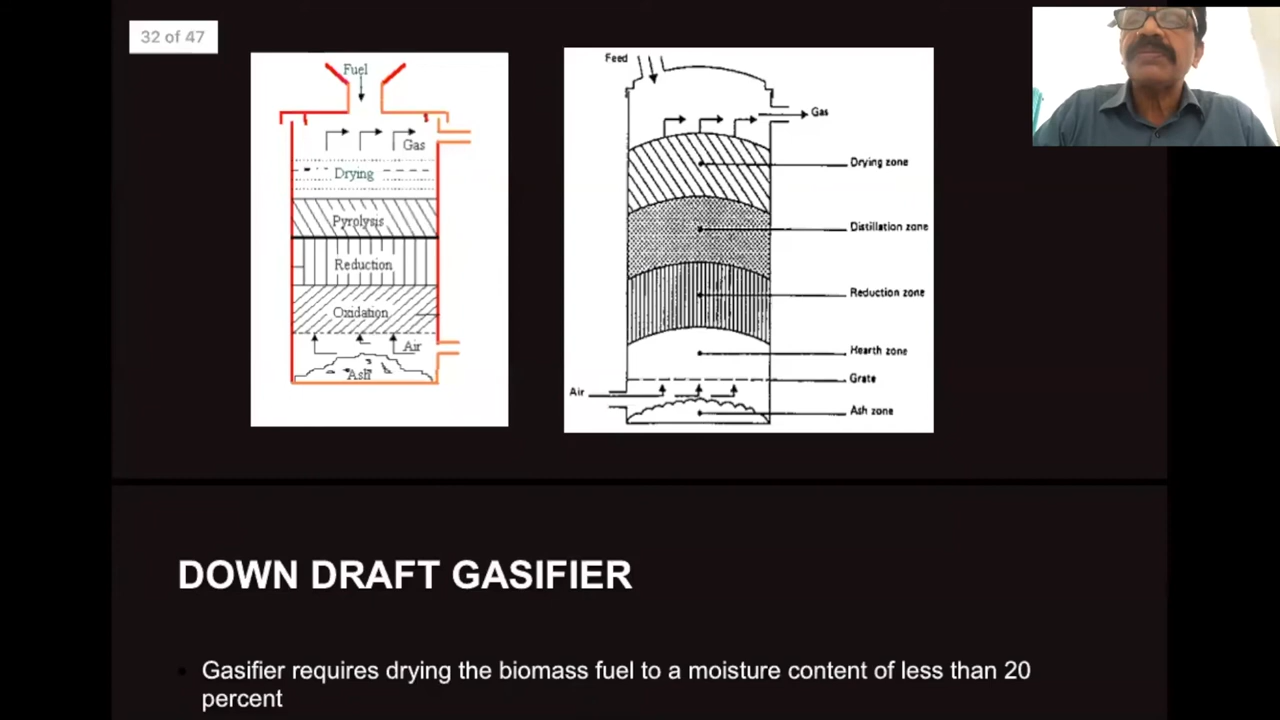 32 of 47
Fuel
Gas
Drying
Pyrolysis
Reduction
Oxidation
Air
Ash
Feed
Gas
Drying zone
Distillation zone
Reduction zone
Hearth zone
Grate
Air
Ash zone
DOWN DRAFT GASIFIER
• Gasifier requires drying the biomass fuel to a moisture content of less than 20
percent